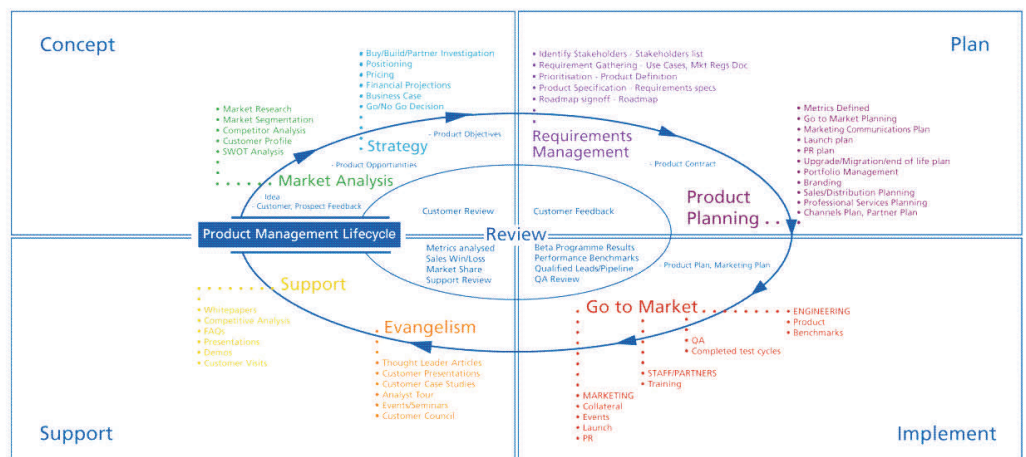 Concept
• Buy/Build/Partner Investigation
• Positioning
• Pricing
• Financial Projections
• Business Case
• Go/No Go Decision
- Product Objectives
Strategy
• Market Research
• Market Segmentation
• Competitor Analysis
• Customer Profile
• SWOT Analysis
- Product Opportunities
Market Analysis
Idea
- Customer, Prospect Feedback
Plan
• Identify Stakeholders - Stakeholders list
• Requirement Gathering - Use Cases, Mkt Regs Doc
• Prioritisation - Product Definition
• Product Specification - Requirements specs
• Roadmap signoff - Roadmap
Requirements
Management
- Product Contract
• Metrics Defined
• Go to Market Planning
• Marketing Communications Plan
• Launch plan
• PR plan
• Upgrade/Migration/end of life plan
• Portfolio Management
• Branding
• Sales/Distribution Planning
• Professional Services Planning
• Channels Plan, Partner Plan
Product
Planning
Product Management Lifecycle
Customer Review
Customer Feedback
Review
Metrics analysed
Sales Win/Loss
Market Share
Support Review
Beta Programme Results
Performance Benchmarks
Qualified Leads/Pipeline
QA Review
- Product Plan, Marketing Plan
Support
• Whitepapers
• Competitive Analysis
• FAQs
• Presentations
• Demos
• Customer Visits
Evangelism
• Thought Leader Articles
• Customer Presentations
• Customer Case Studies
• Analyst Tour
• Events/Seminars
• Customer Council
Support
Go to Market
• ENGINEERING
• Product
• Benchmarks
• QA
• Completed test cycles
• STAFF/PARTNERS
• Training
• MARKETING
• Collateral
• Events
• Launch
• PR
Implement